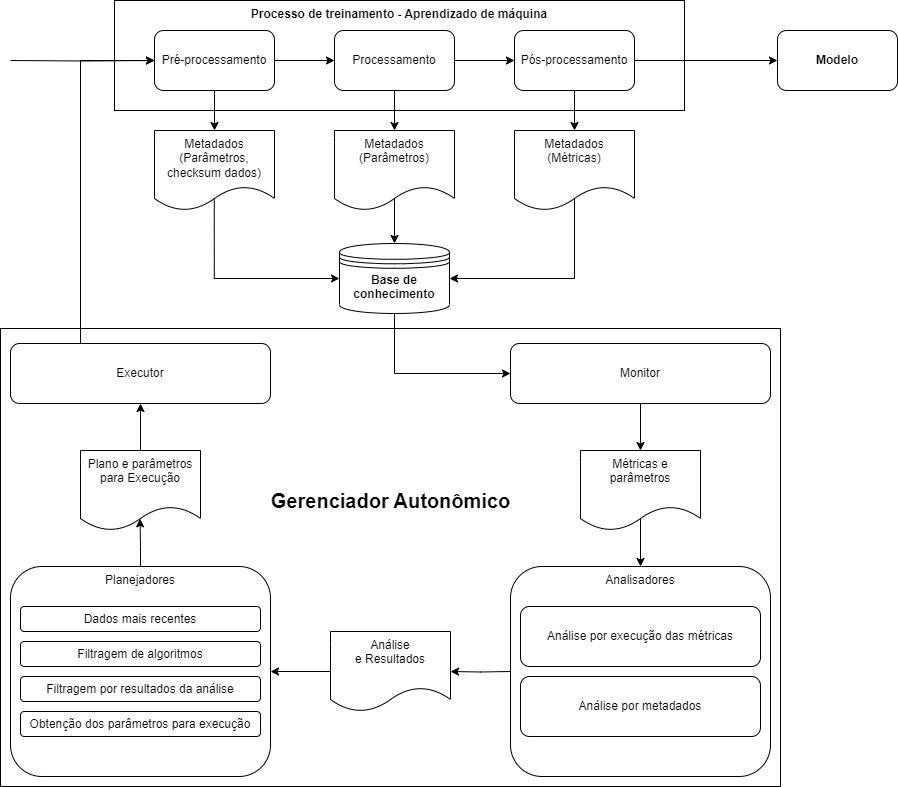 Processo de treinamento - Aprendizado de máquina
Pré-processamento
Processamento
Pós-processamento
Modelo
Metadados
(Parâmetros,
checksum dados)
Metadados
(Parâmetros)
Metadados
(Métricas)
Base de
conhecimento
Executor
Monitor
Plano e parâmetros
para Execução
Métricas e
parâmetros
Gerenciador Autonômico
Planejadores
Dados mais recentes
Filtragem de algoritmos
Filtragem por resultados da análise
Obtenção dos parâmetros para execução
Análise
e Resultados
Analisadores
Análise por execução das métricas
Análise por metadados